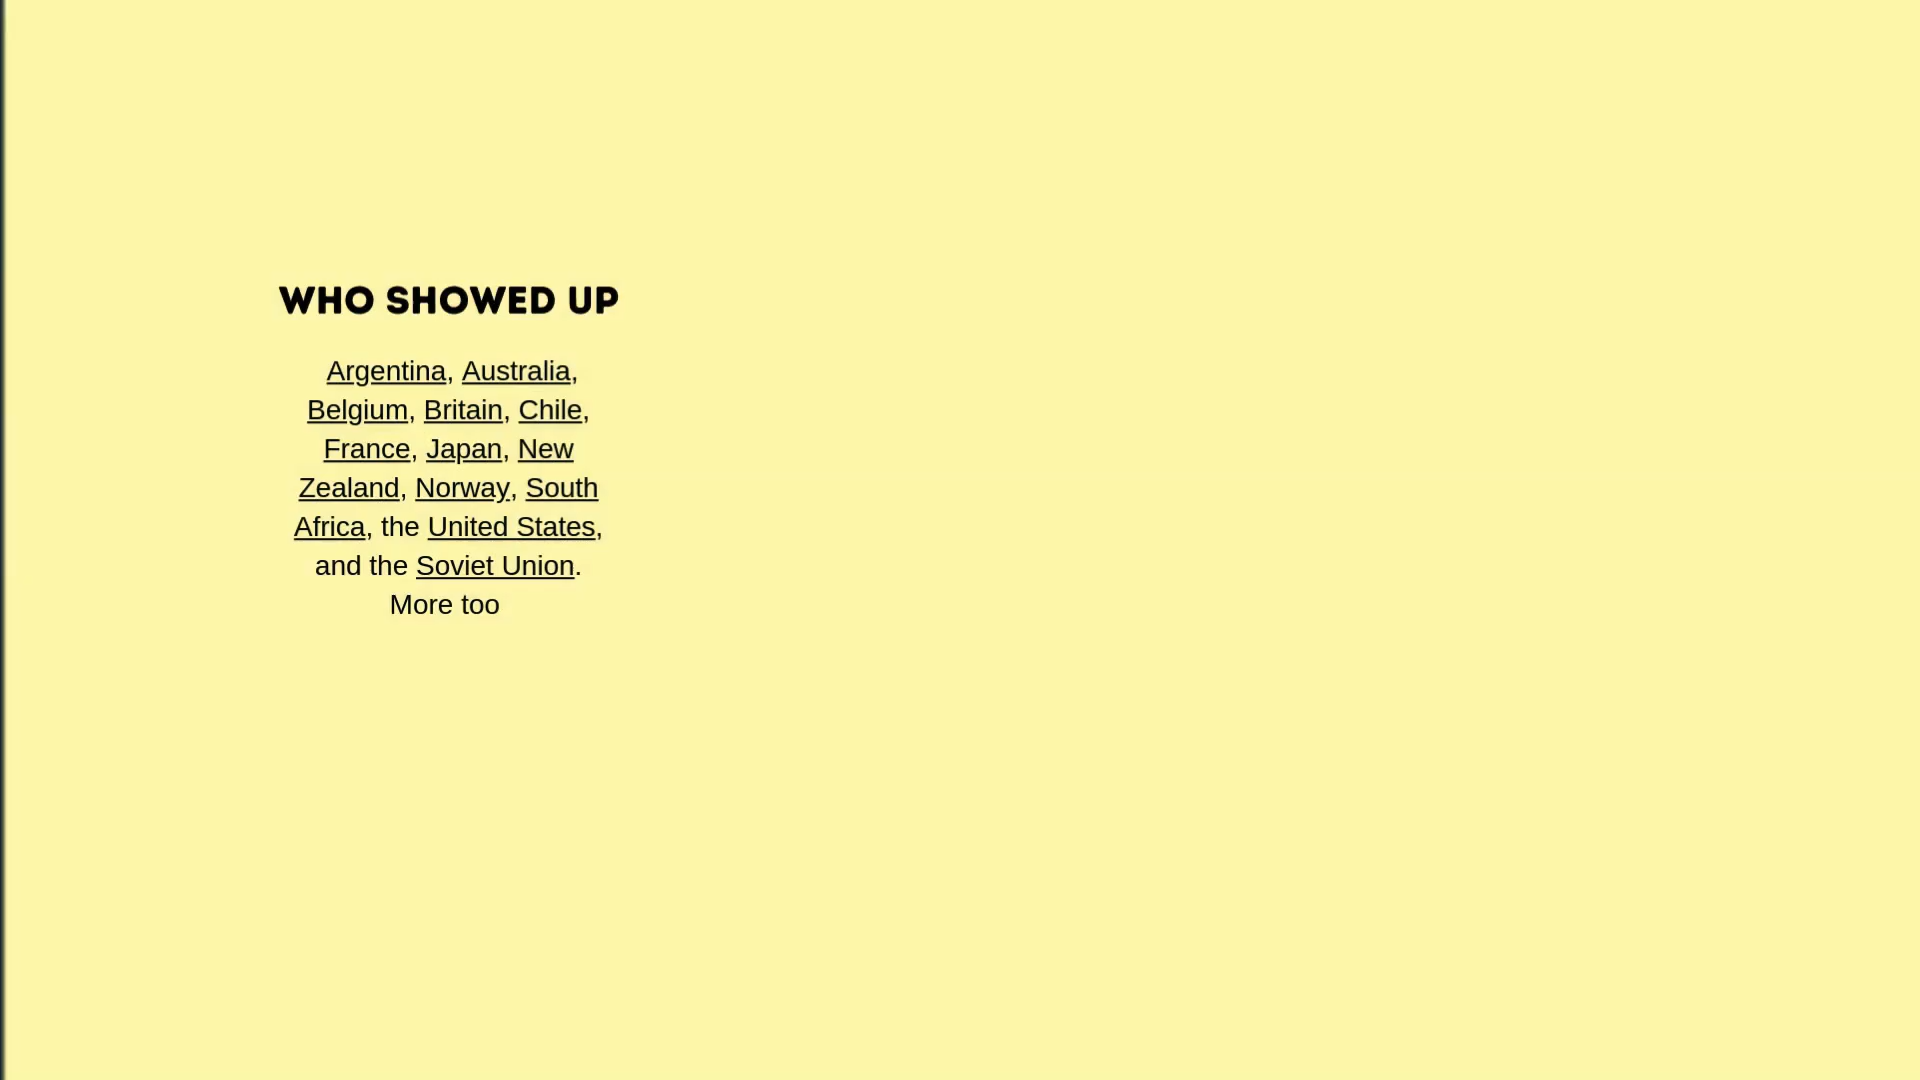 WHO SHOWED UP
Argentina, Australia,
Belgium, Britain, Chile,
France, Japan, New
Zealand, Norway, South
Africa, the United States,
and the Soviet Union.
More too